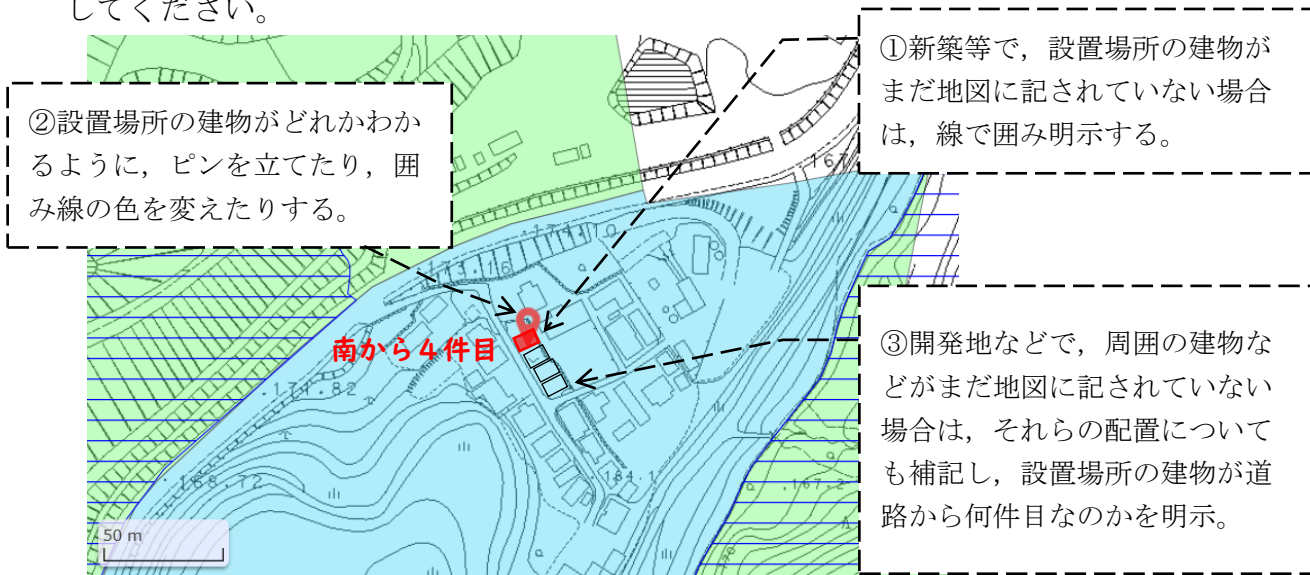 してください。
①新築等で，設置場所の建物が
まだ地図に記されていない場合
は，線で囲み明示する。
②設置場所の建物がどれかわか
るように，ピンを立てたり，囲
み線の色を変えたりする。
167
174.10
173.16
南から４件目
171.82
③開発地などで，周囲の建物な
どがまだ地図に記されていない
場合は，それらの配置について
も補記し，設置場所の建物が道
路から何件目なのかを明示。
168.72
164.1
167.2
50 m